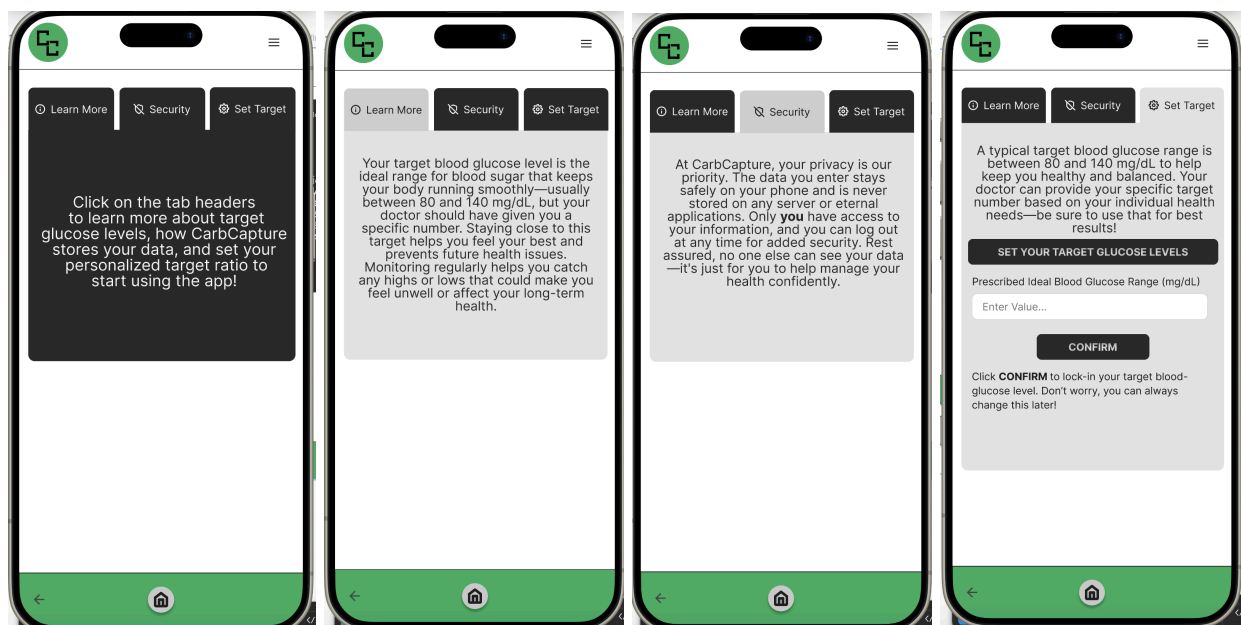 CC
Learn More Security Set Target
Click on the tab headers
to learn more about target
glucose levels, how CarbCapture
stores your data, and set your
personalized target ratio to
start using the app!
CC
Learn More Security Set Target
Your target blood glucose level is the
ideal range for blood sugar that keeps
your body running smoothly—usually
between 80 and 140 mg/dL, but your
doctor should have given you a
specific number. Staying close to this
target helps you feel your best and
prevents future health issues.
Monitoring regularly helps you catch
any highs or lows that could make you
feel unwell or affect your long-term
health.
CC
Learn More Security Set Target
At CarbCapture, your privacy is our
priority. The data you enter stays
safely on your phone and is never
stored on any server or eternal
applications. Only you have access to
your information, and you can log out
at any time for added security. Rest
assured, no one else can see your data
—it's just for you to help manage your
health confidently.
CC
Learn More Security Set Target
A typical target blood glucose range is
between 80 and 140 mg/dL to help
keep you healthy and balanced. Your
doctor can provide your specific target
number based on your individual health
needs—be sure to use that for best
results!
SET YOUR TARGET GLUCOSE LEVELS
Prescribed Ideal Blood Glucose Range (mg/dL)
Enter Value...
CONFIRM
Click CONFIRM to lock-in your target blood-
glucose level. Don't worry, you can always
change this later!